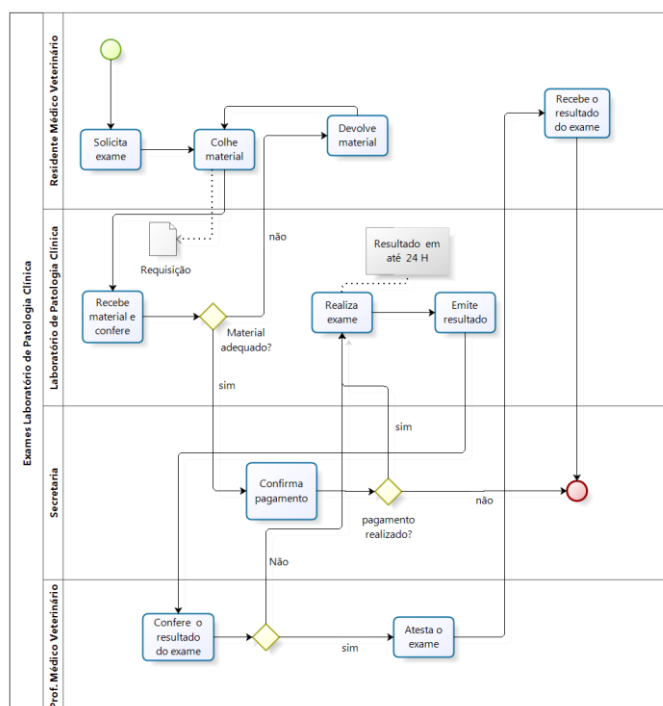 Exames Laboratório de Patologia Clínica
Residente Médico Veterinário
Solicita
exame
Colhe
material
Devolve
material
Recebe o
resultado
do exame
Laboratório de Patologia Clínica
Requisição
não
Resultado em
até 24 H
Recebe
material e
confere
Material
adequado?
Realiza
exame
Emite
resultado
sim
Secretaria
sim
Confirma
pagamento
pagamento
realizado?
não
Não
Prof. Médico Veterinário
Confere o
resultado
do exame
sim
Atesta o
exame